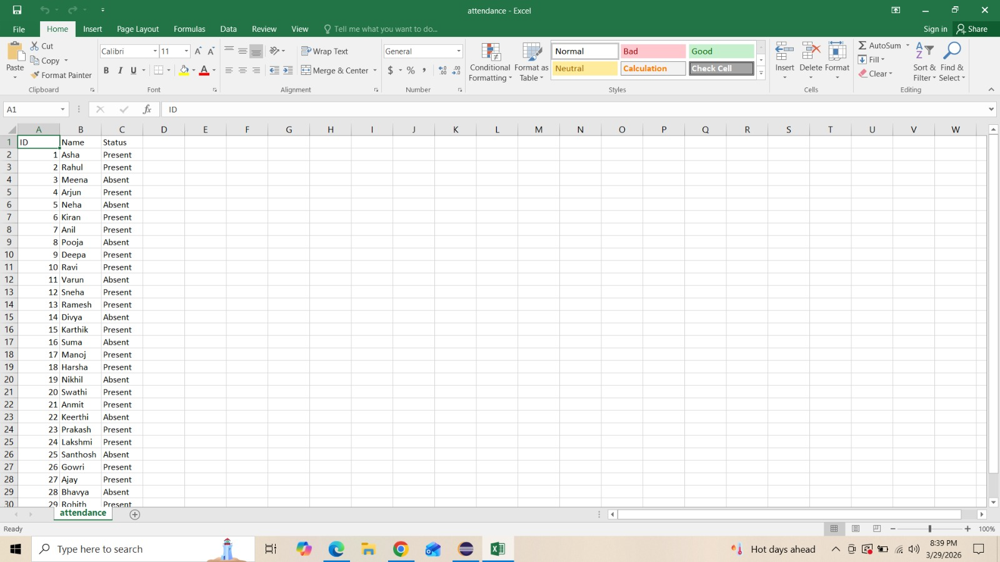 attendance - Excel
File Home Insert Page Layout Formulas Data Review View Tell me what you want to do... Sign in Share
Paste Cut Copy Format Painter Clipboard
Calibri 11 A A B I U A Font
Wrap Text Merge & Center Alignment
General $ % , .00 Number
Conditional Formatting Format as Table
Normal Bad Good
Neutral Calculation Check Cell
Styles
Insert Delete Format Cells
AutoSum Fill Clear Sort & Filter Find & Select Editing
A1 fx ID
A B C D E F G H I J K L M N O P Q R S T U V W
1 ID Name Status
2 1 Asha Present
3 2 Rahul Present
4 3 Meena Absent
5 4 Arjun Present
6 5 Neha Absent
7 6 Kiran Present
8 7 Anil Present
9 8 Pooja Absent
10 9 Deepa Present
11 10 Ravi Present
12 11 Varun Absent
13 12 Sneha Present
14 13 Ramesh Present
15 14 Divya Absent
16 15 Karthik Present
17 16 Suma Absent
18 17 Manoj Present
19 18 Harsha Present
20 19 Nikhil Absent
21 20 Swathi Present
22 21 Anmit Present
23 22 Keerthi Absent
24 23 Prakash Present
25 24 Lakshmi Present
26 25 Santhosh Absent
27 26 Gowri Present
28 27 Ajay Present
29 28 Bhavya Absent
30 29 Rohith Present
attendance
Ready 100%
Type here to search Hot days ahead 8:39 PM
3/29/2026